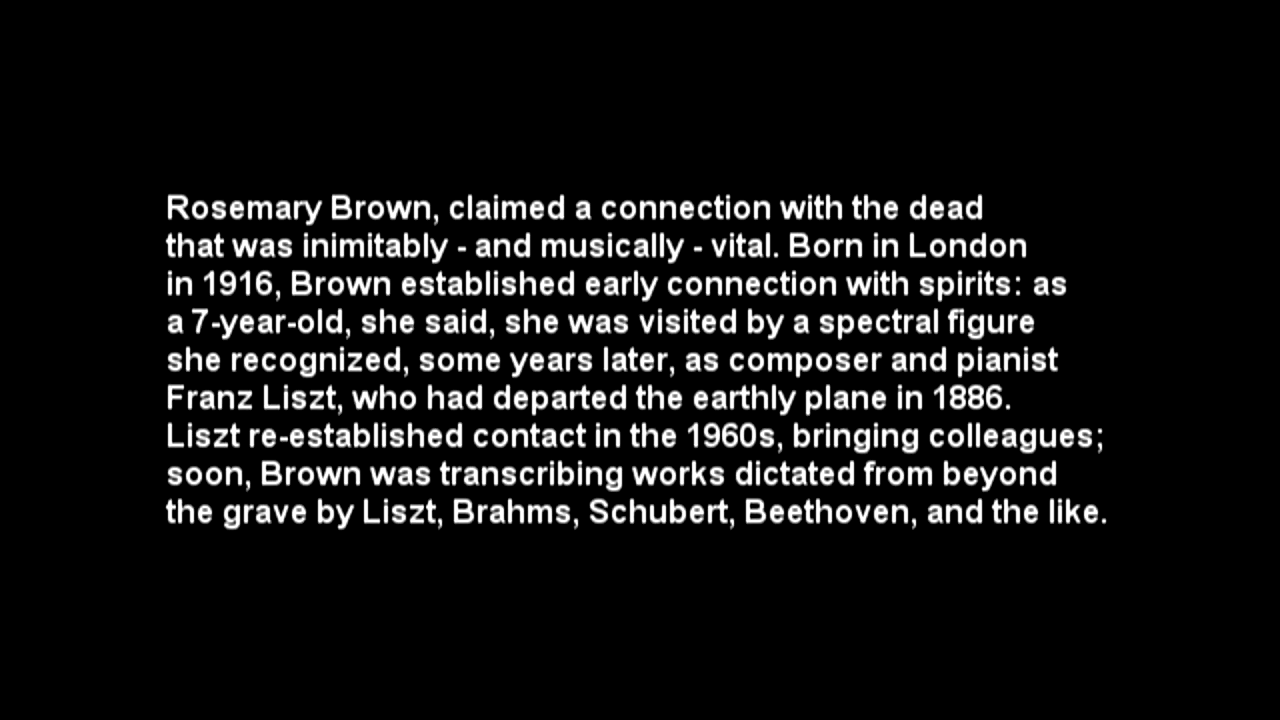 Rosemary Brown, claimed a connection with the dead
that was inimitably - and musically - vital. Born in London
in 1916, Brown established early connection with spirits: as
a 7-year-old, she said, she was visited by a spectral figure
she recognized, some years later, as composer and pianist
Franz Liszt, who had departed the earthly plane in 1886.
Liszt re-established contact in the 1960s, bringing colleagues;
soon, Brown was transcribing works dictated from beyond
the grave by Liszt, Brahms, Schubert, Beethoven, and the like.